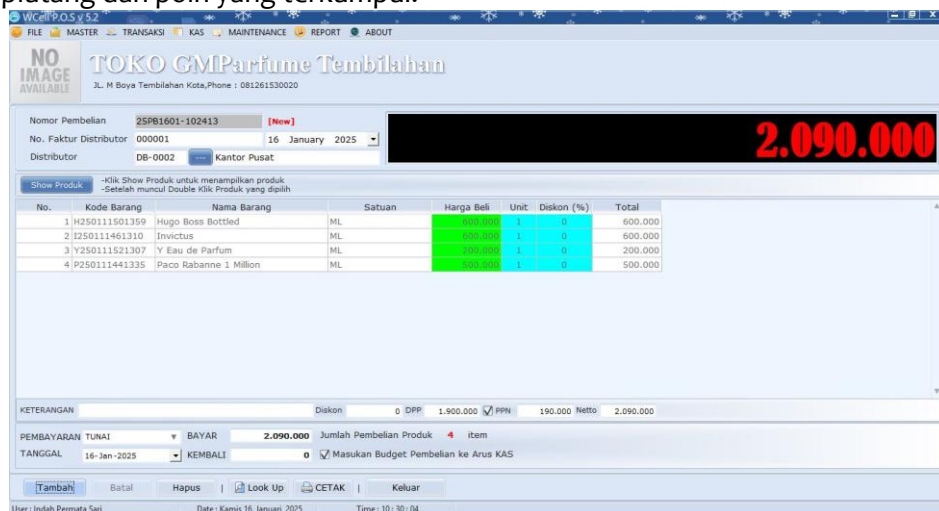 piutang dan poin yang terkumpul.
WCell P.O.S v 5.2
FILE MASTER TRANSAKSI KAS MAINTENANCE REPORT ABOUT
NO IMAGE AVAILABLE
TOKO GMParfume Tembilahan
JL. M Boya Tembilahan Kota,Phone : 081261530020
Nomor Pembelian 25PB1601-102413 [New]
No. Faktur Distributor 000001 16 January 2025
Distributor DB-0002 Kantor Pusat
2.090.000
Show Produk -Klik Show Produk untuk menampilkan produk
-Setelah muncul Double Klik Produk yang dipilih
No. Kode Barang Nama Barang Satuan Harga Beli Unit Diskon (%) Total
1 H250111501359 Hugo Boss Bottled ML 600.000 1 0 600.000
2 I250111461310 Invictus ML 600.000 1 0 600.000
3 Y250111521307 Y Eau de Parfum ML 200.000 1 0 200.000
4 P250111441335 Paco Rabanne 1 Million ML 500.000 1 0 500.000
KETERANGAN Diskon 0 DPP 1.900.000 PPN 190.000 Netto 2.090.000
PEMBAYARAN TUNAI BAYAR 2.090.000 Jumlah Pembelian Produk 4 item
TANGGAL 16-Jan-2025 KEMBALI 0 Masukan Budget Pembelian ke Arus KAS
Tambah Batal Hapus | Look Up CETAK | Keluar
User : Indah Permata Sari Date : Kamis 16 Januari 2025 Time : 10 : 30 : 04